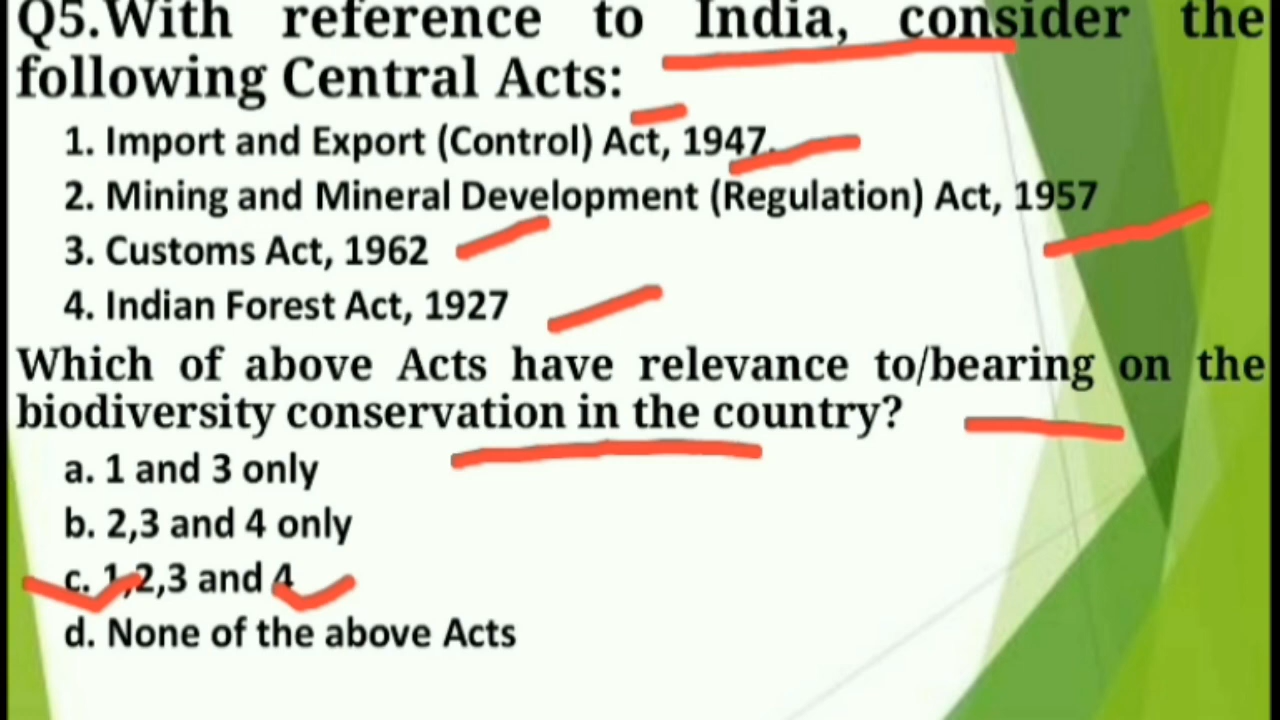 Q5.With reference to India, consider the
following Central Acts:
1. Import and Export (Control) Act, 1947.
2. Mining and Mineral Development (Regulation) Act, 1957
3. Customs Act, 1962
4. Indian Forest Act, 1927
Which of above Acts have relevance to/bearing on the
biodiversity conservation in the country?
a. 1 and 3 only
b. 2,3 and 4 only
c. 1,2,3 and 4
d. None of the above Acts